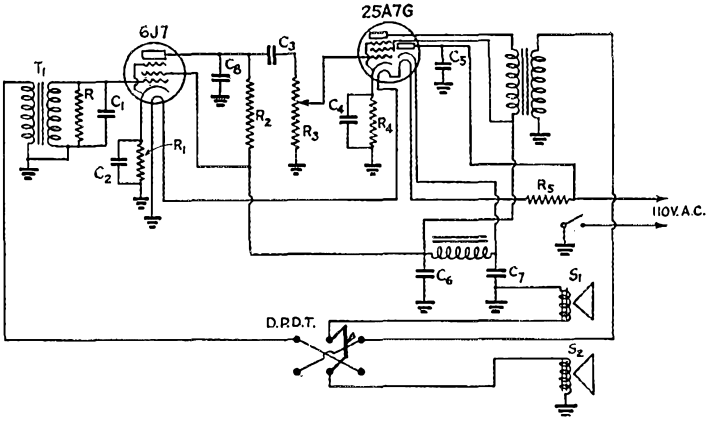 6J7
25A7G
T1
R
C1
C8
C3
R2
R3
C4
R4
C5
C2
R1
R5
110V. A.C.
C6
C7
S1
D.P.D.T.
S2